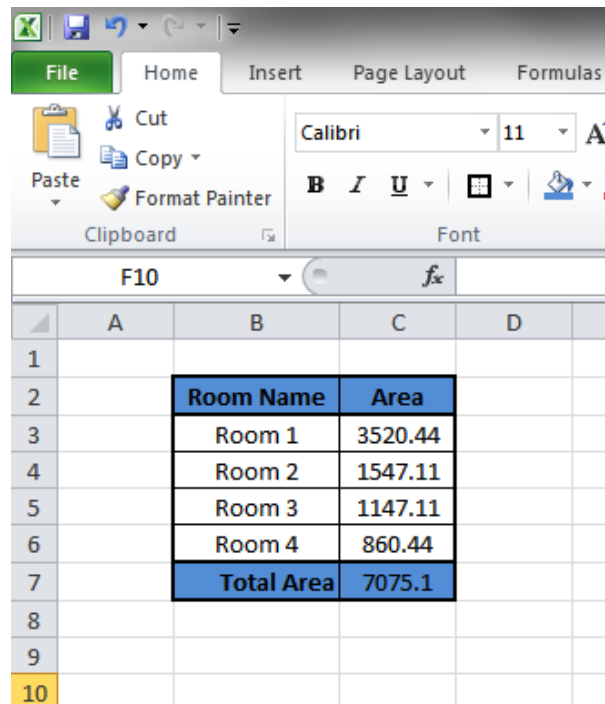 File Home Insert Page Layout Formulas
Cut
Copy
Paste
Format Painter
Calibri 11 A
B I U
Clipboard Font
F10 fx
A B C D
1
2 Room Name Area
3 Room 1 3520.44
4 Room 2 1547.11
5 Room 3 1147.11
6 Room 4 860.44
7 Total Area 7075.1
8
9
10